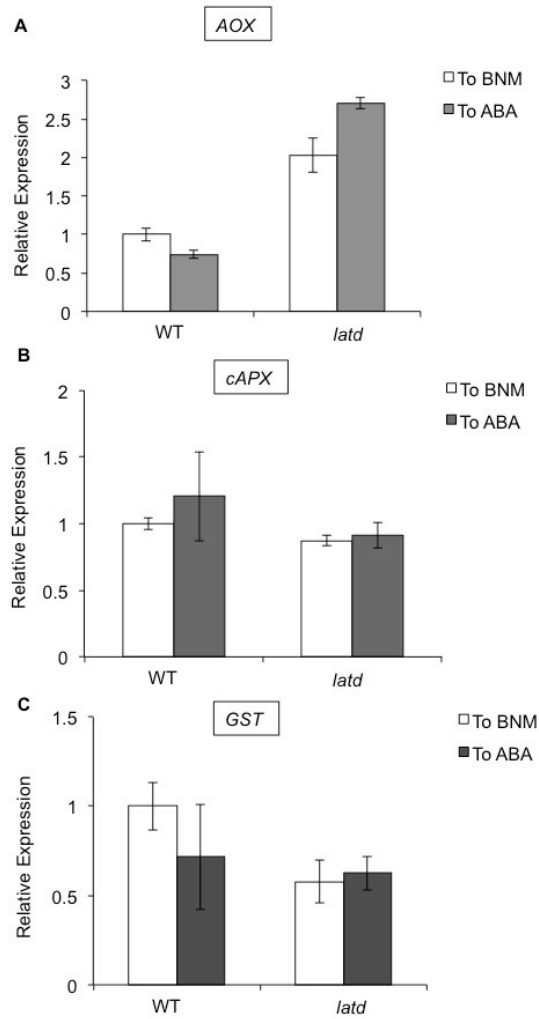 A
AOX
3
2.5
2
1.5
1
0.5
0
Relative Expression
WT
latd
To BNM
To ABA
B
cAPX
2
1.5
1
0.5
0
Relative Expression
WT
latd
To BNM
To ABA
C
GST
1.5
1
0.5
0
Relative Expression
WT
latd
To BNM
To ABA